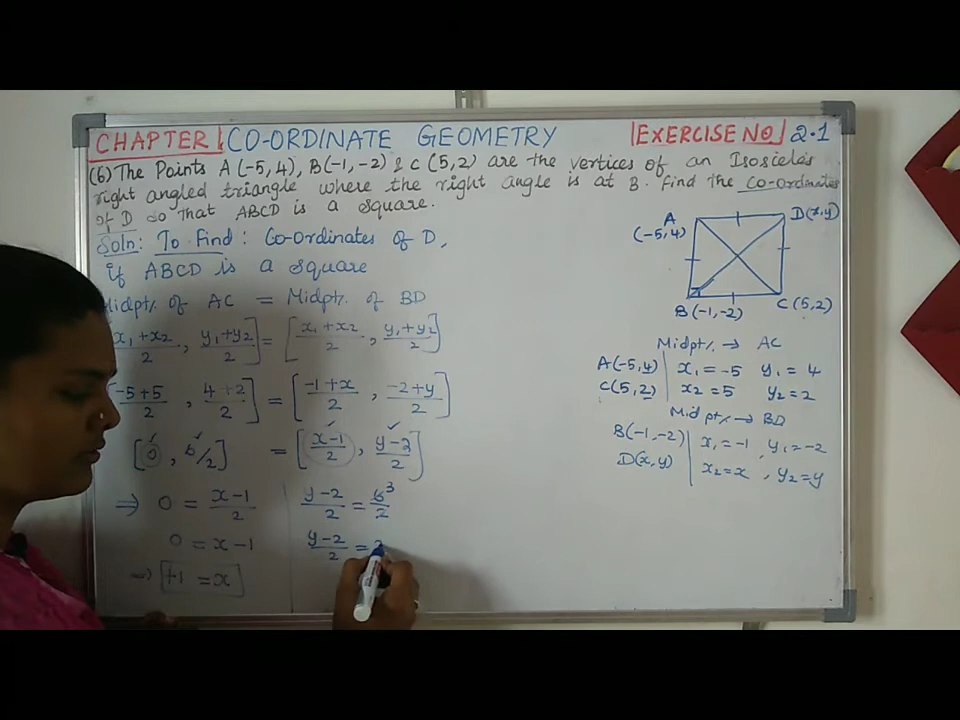 CHAPTER 1 CO-ORDINATE GEOMETRY EXERCISE NO 2.1
(6) The Points A (-5, 4), B(-1, -2) & C (5, 2) are the vertices of an Isosieles
right angled triangle where the right angle is at B. find the Co-ordinates
of D so that ABCD is a square.
Soln: To Find: Co-Ordinates of D,
if ABCD is a square
Midpt. of AC = Midpt. of BD
[x₁+x₂/2, y₁+y₂/2] = [x₁+x₂/2, y₁+y₂/2]
[-5+5/2, 4+2/2] = [-1+x/2, -2+y/2]
[0, 6/2] = [x-1/2, y-2/2]
⇒ 0 = x-1/2
0 = x-1
⇒ +1 = x
y-2/2 = 6/2 3
y-2/2 =
A
(-5, 4)
D(x,y)
B(-1,-2)
C(5,2)
Midpt. → AC
A(-5,4) x₁ = -5 y₁ = 4
C(5,2) x₂ = 5 y₂ = 2
Midpt. → BD
B(-1,-2) x₁ = -1, y₁ = -2
D(x,y) x₂ = x, y₂ = y